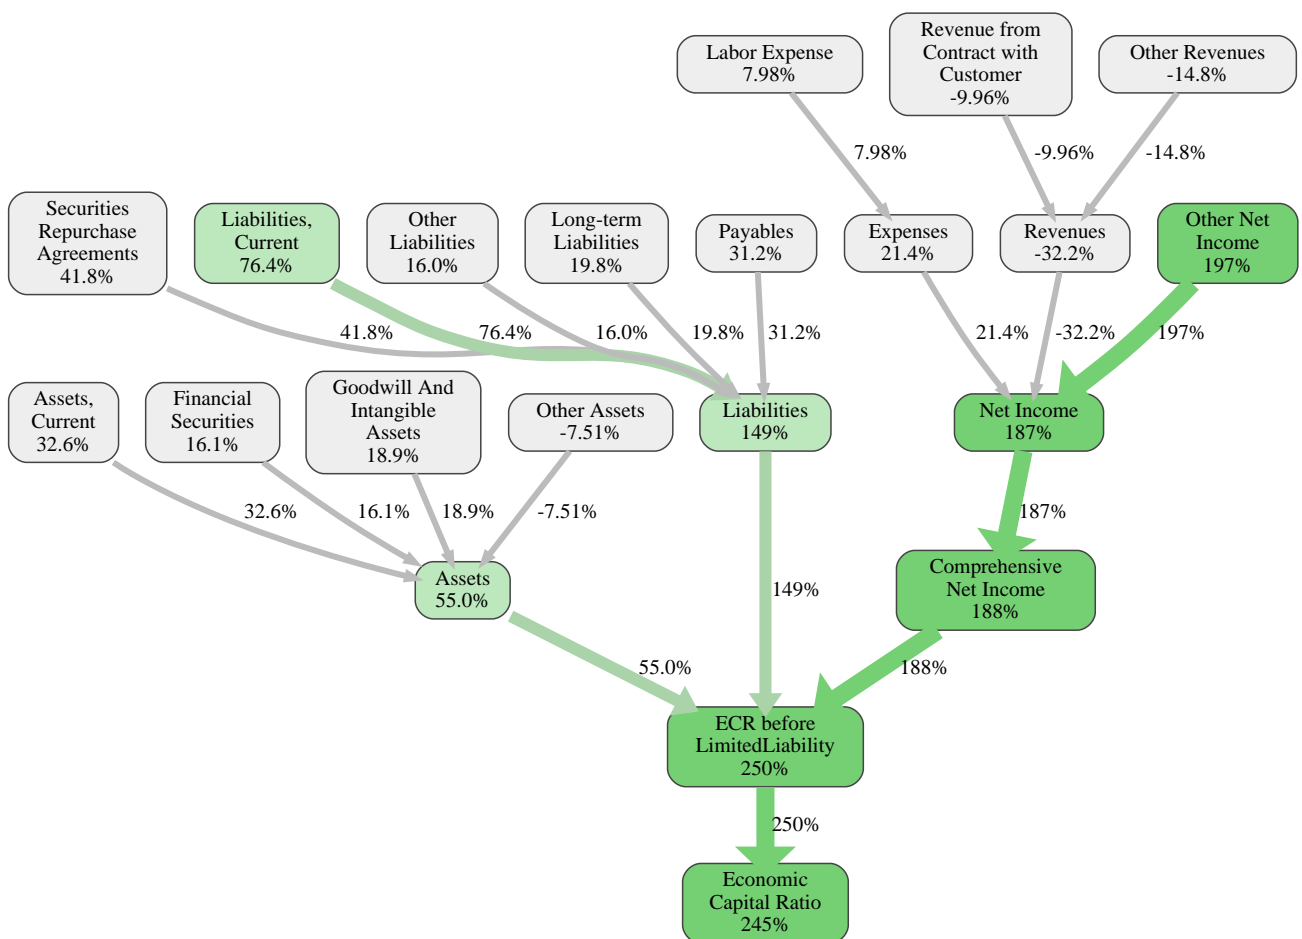 Labor Expense
7.98%
Revenue from
Contract with
Customer
-9.96%
Other Revenues
-14.8%
7.98%
-9.96%
-14.8%
Securities
Repurchase
Agreements
41.8%
Liabilities,
Current
76.4%
Other
Liabilities
16.0%
Long-term
Liabilities
19.8%
Payables
31.2%
Expenses
21.4%
Revenues
-32.2%
Other Net
Income
197%
41.8%
76.4%
16.0%
19.8%
31.2%
21.4%
-32.2%
197%
Assets,
Current
32.6%
Financial
Securities
16.1%
Goodwill And
Intangible
Assets
18.9%
Other Assets
-7.51%
Liabilities
149%
Net Income
187%
32.6%
16.1%
18.9%
-7.51%
187%
Assets
55.0%
149%
Comprehensive
Net Income
188%
55.0%
188%
ECR before
LimitedLiability
250%
250%
Economic
Capital Ratio
245%